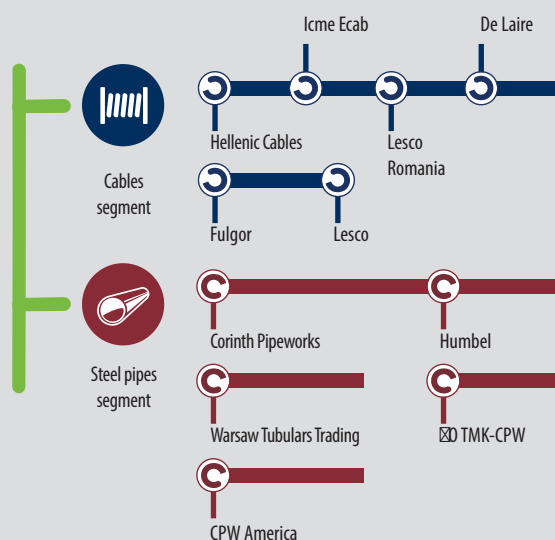 Icme Ecab
De Laire
Hellenic Cables
Lesco
Romania
Cables
segment
Fulgor
Lesco
Corinth Pipeworks
Humbel
Steel pipes
segment
Warsaw Tubulars Trading
TMK-CPW
CPW America